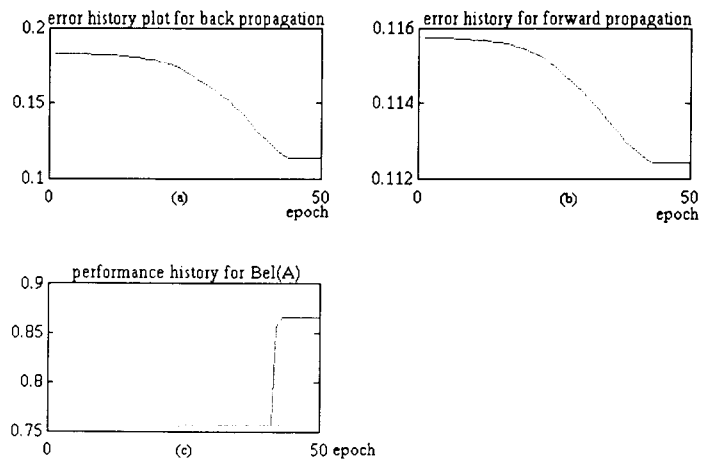 error history plot for back propagation
0.2
0.15
0.1
0
(a)
50
epoch
error history for forward propagation
0.116
0.114
0.112
0
(b)
50
epoch
performance history for Bel(A)
0.9
0.85
0.8
0.75
0
(c)
50 epoch